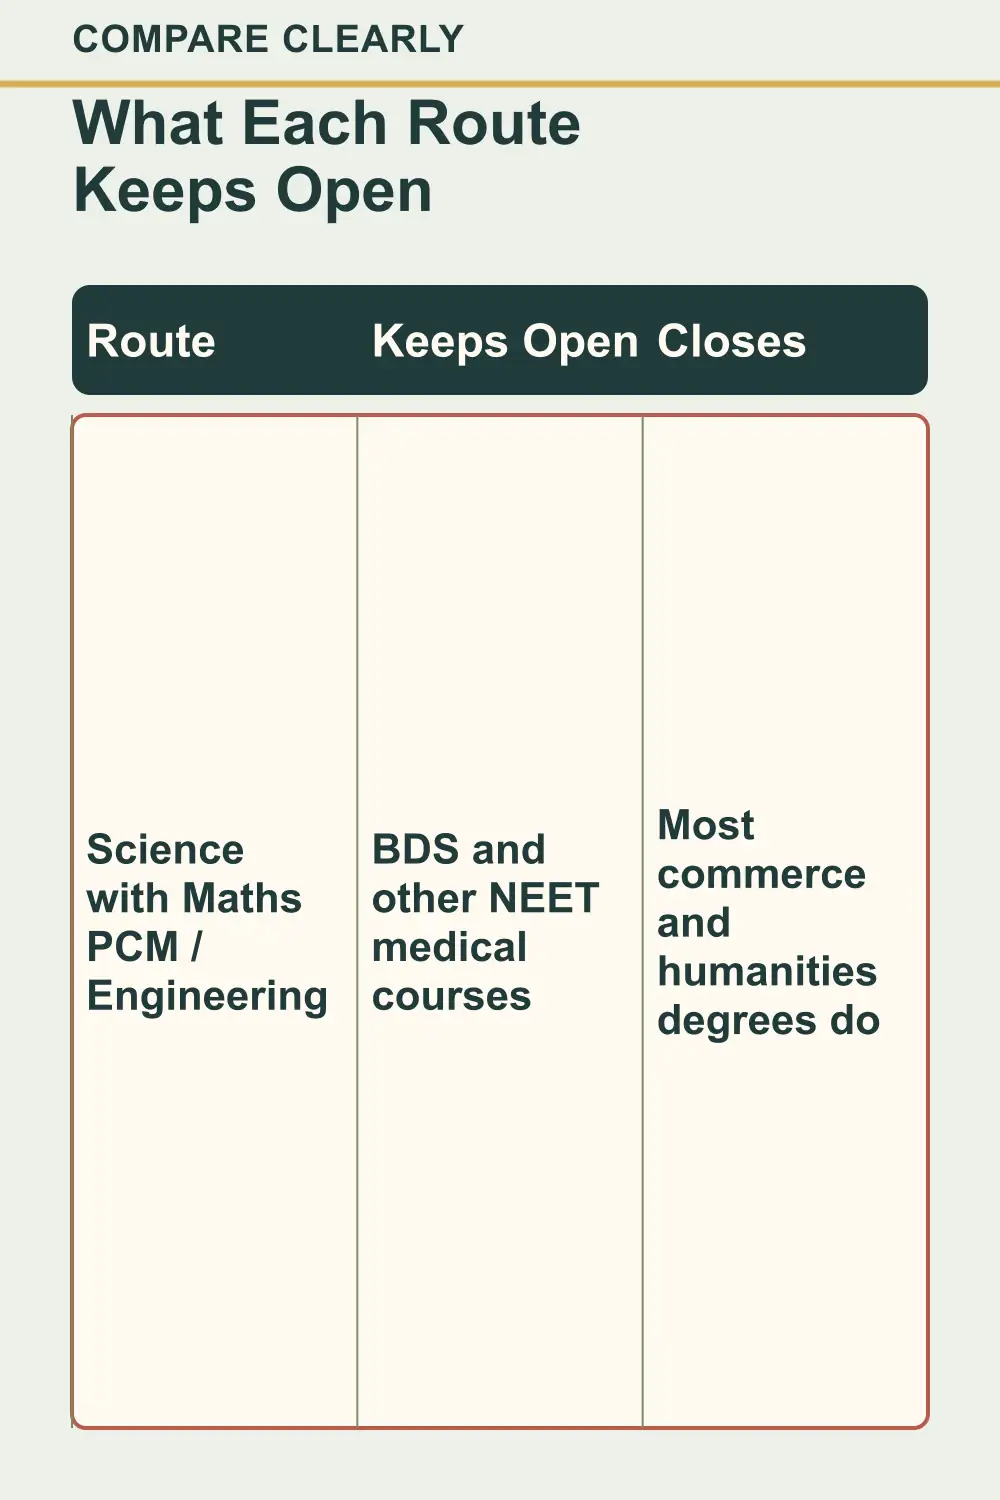 COMPARE CLEARLY
What Each Route
Keeps Open
Route
Keeps Open
Closes
Science
with Maths
PCM /
Engineering
BDS and
other NEET
medical
courses
Most
commerce
and
humanities
degrees do